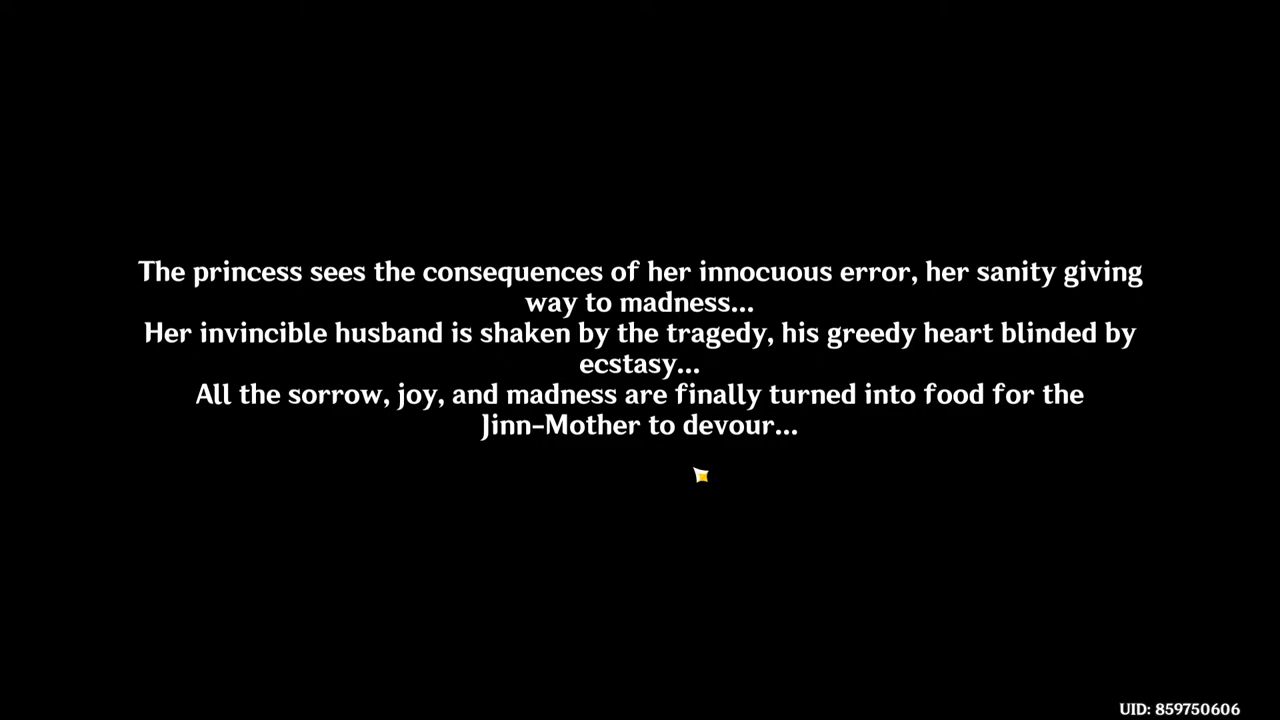 The princess sees the consequences of her innocuous error, her sanity giving
way to madness...
Her invincible husband is shaken by the tragedy, his greedy heart blinded by
ecstasy...
All the sorrow, joy, and madness are finally turned into food for the
Jinn-Mother to devour...
UID: 859750606